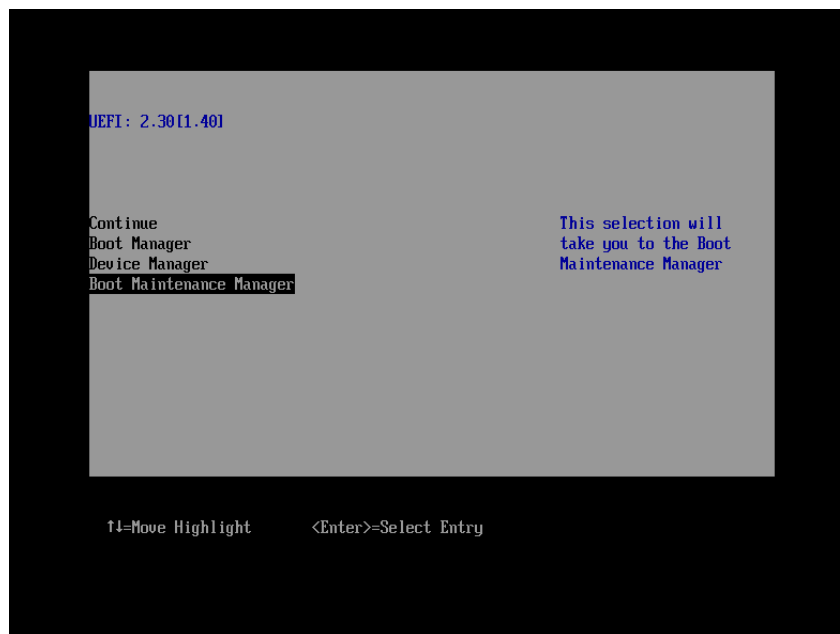 UEFI: 2.30[1.40]
Continue
Boot Manager
Device Manager
Boot Maintenance Manager
This selection will
take you to the Boot
Maintenance Manager
↑↓=Move Highlight
<Enter>=Select Entry